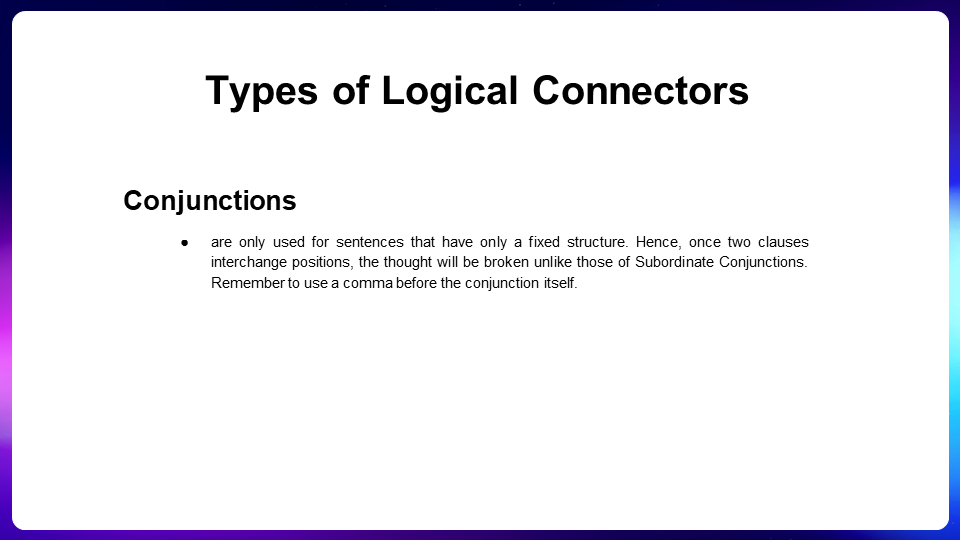 Types of Logical Connectors
Conjunctions
● are only used for sentences that have only a fixed structure. Hence, once two clauses
interchange positions, the thought will be broken unlike those of Subordinate Conjunctions.
Remember to use a comma before the conjunction itself.